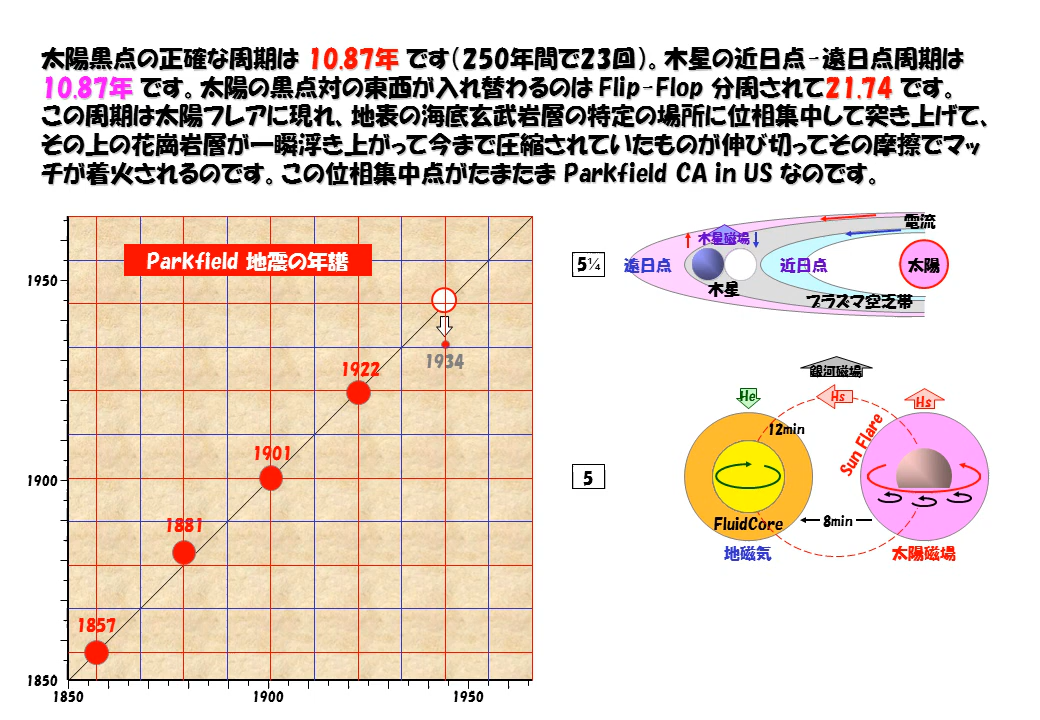 太陽黒点の正確な周期は 10.87年 です(250年間で23回)。木星の近日点-遠日点周期は
10.87年 です。太陽の黒点対の東西が入れ替わるのは Flip-Flop 分周されて21.74 です。
この周期は太陽フレアに現れ、地表の海底玄武岩層の特定の場所に位相集中して突き上げて、
その上の花崗岩層が一瞬浮き上がって今まで圧縮されていたものが伸び切ってその摩擦でマッ
チが着火されるのです。この位相集中点がたまたま Parkfield CA in US なのです。
Parkfield 地震の年譜
1950
1900
1850
1934
1922
1901
1881
1857
1850
1900
1950
5¼
電流
木星磁場
遠日点
近日点
太陽
木星
プラズマ空芝帯
銀河磁場
He
Hs
Hs
12min
Sun Flare
5
FluidCore
8min
地磁気
太陽磁場